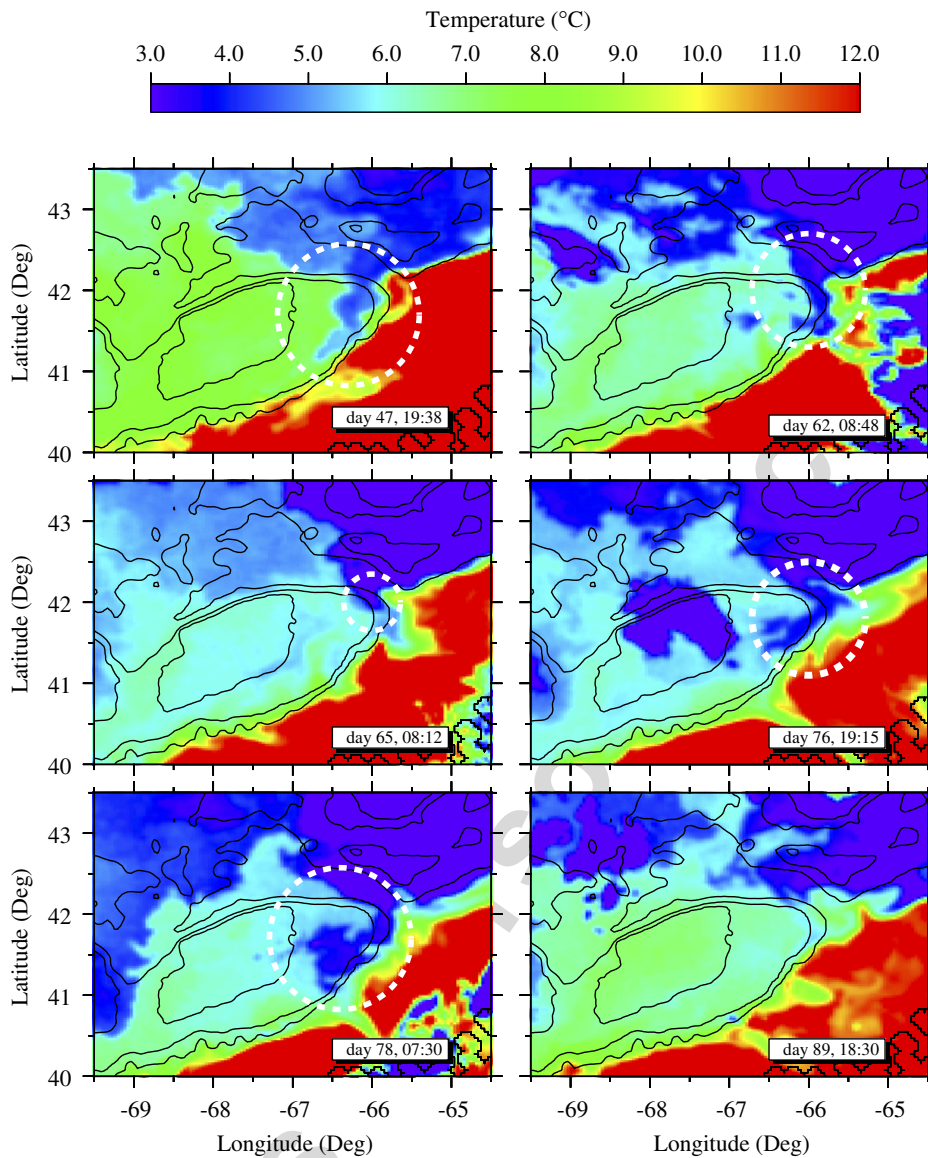 Temperature (°C)
3.0 4.0 5.0 6.0 7.0 8.0 9.0 10.0 11.0 12.0
43
42
41
40
Latitude (Deg)
day 47, 19:38
day 62, 08:48
43
42
41
40
Latitude (Deg)
day 65, 08:12
day 76, 19:15
43
42
41
40
Latitude (Deg)
day 78, 07:30
day 89, 18:30
-69 -68 -67 -66 -65
-69 -68 -67 -66 -65
Longitude (Deg)
Longitude (Deg)